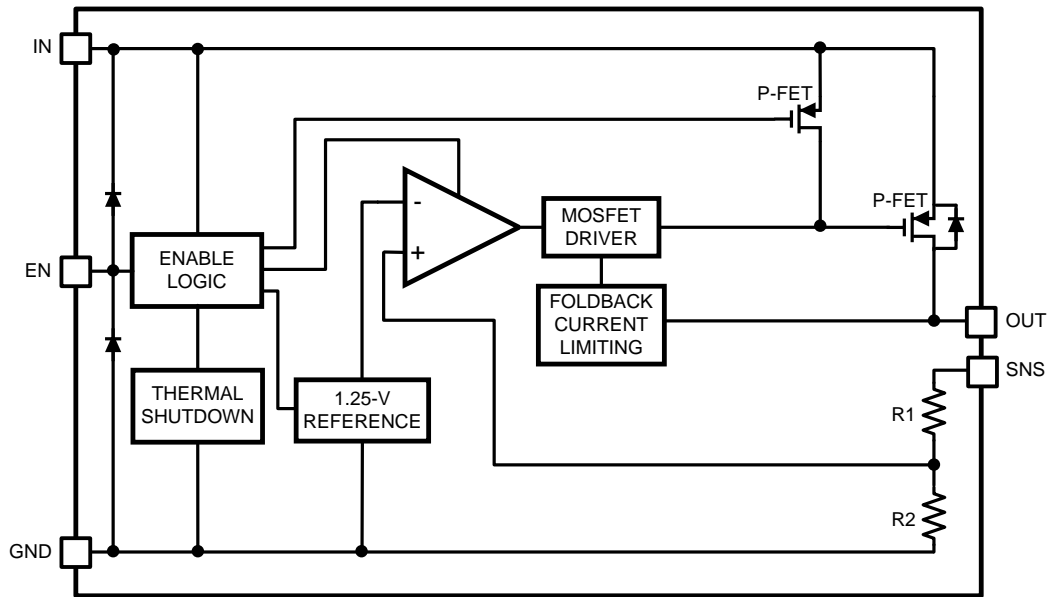 IN
P-FET
P-FET
-
MOSFET
DRIVER
+
EN
ENABLE
LOGIC
FOLDBACK
CURRENT
LIMITING
OUT
SNS
THERMAL
SHUTDOWN
1.25-V
REFERENCE
R1
R2
GND